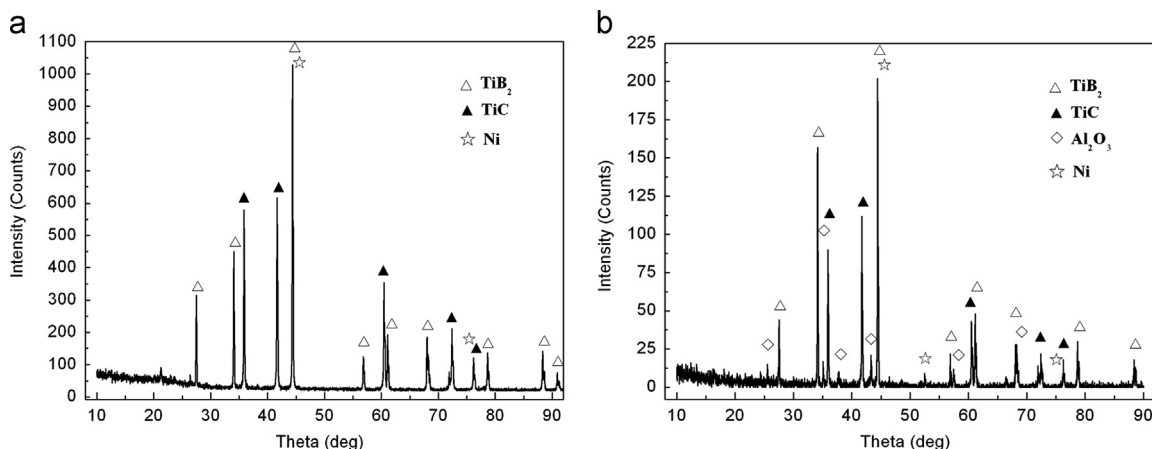 a
1100
1000
900
800
700
600
500
400
300
200
100
0
Intensity (Counts)
10 20 30 40 50 60 70 80 90
Theta (deg)
△ TiB₂
▲ TiC
☆ Ni
b
225
200
175
150
125
100
75
50
25
0
Intensity (Counts)
10 20 30 40 50 60 70 80 90
Theta (deg)
△ TiB₂
▲ TiC
◇ Al₂O₃
☆ Ni